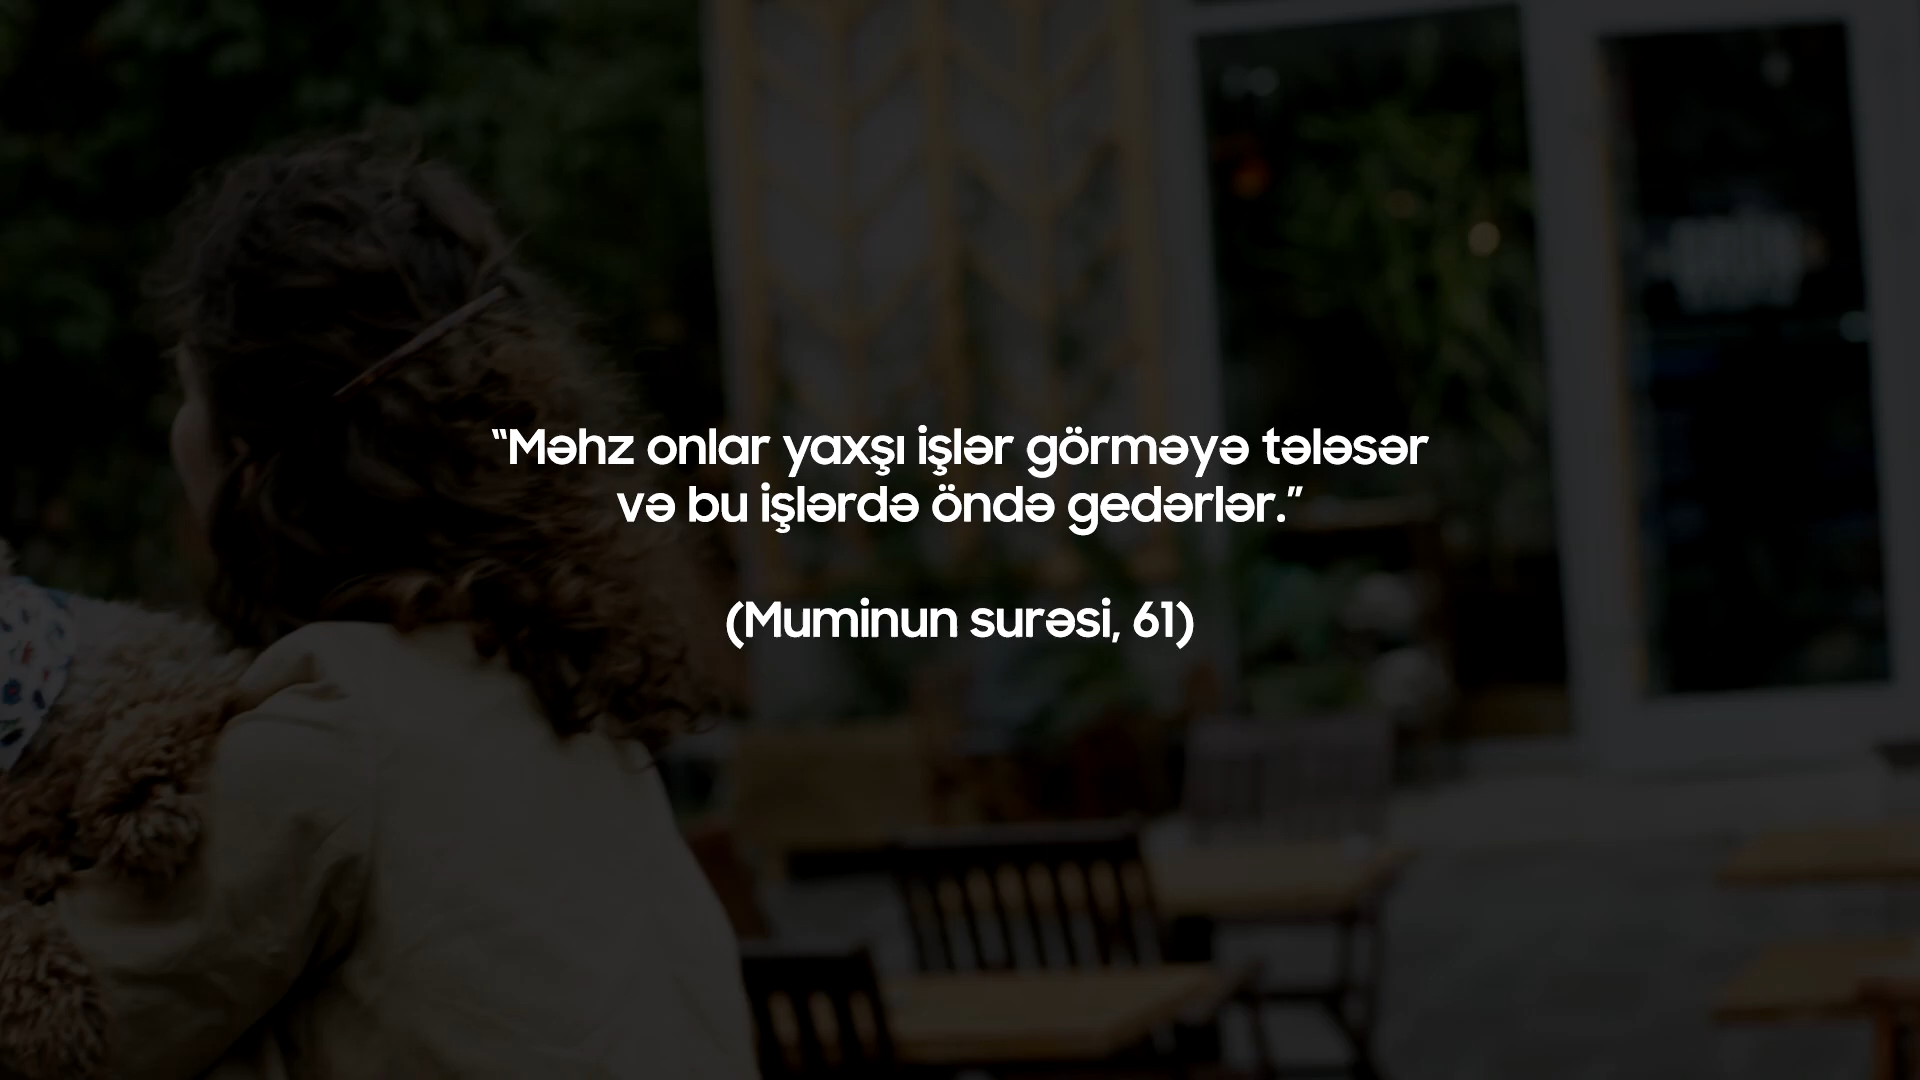 “Məhz onlar yaxşı işlər görməyə tələsər
və bu işlərdə öndə gedərlər.”
(Muminun surəsi, 61)